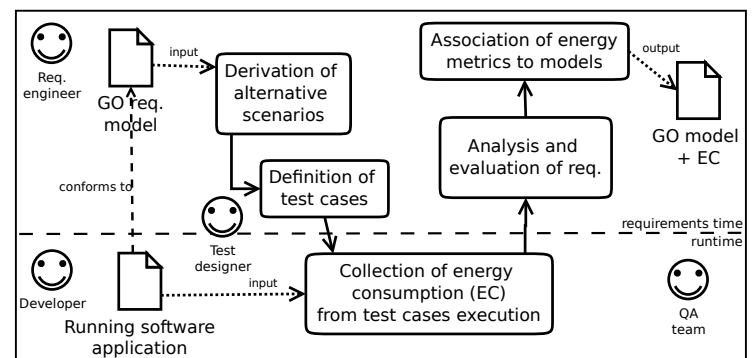 Req.
engineer
GO req.
model
input
Derivation of
alternative
scenarios
Association of energy
metrics to models
output
GO model
+ EC
Analysis and
evaluation of req.
conforms to
Definition of
test cases
Test
designer
requirements time
runtime
Developer
Running software
application
input
Collection of energy
consumption (EC)
from test cases execution
QA
team